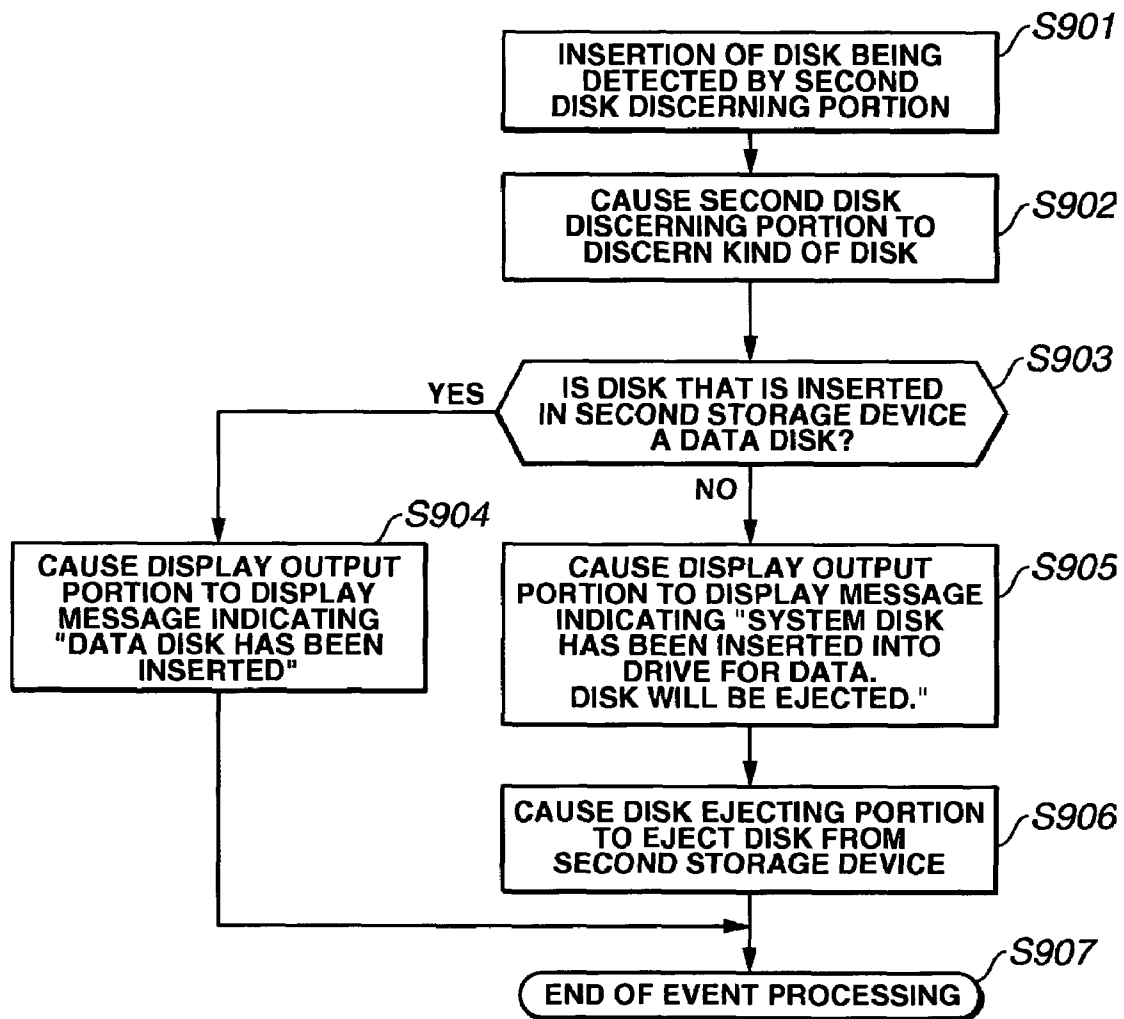 S901
INSERTION OF DISK BEING
DETECTED BY SECOND
DISK DISCERNING PORTION
S902
CAUSE SECOND DISK
DISCERNING PORTION TO
DISCERN KIND OF DISK
S903
IS DISK THAT IS INSERTED
IN SECOND STORAGE DEVICE
A DATA DISK?
YES
NO
S904
CAUSE DISPLAY OUTPUT
PORTION TO DISPLAY
MESSAGE INDICATING
"DATA DISK HAS BEEN
INSERTED"
S905
CAUSE DISPLAY OUTPUT
PORTION TO DISPLAY MESSAGE
INDICATING "SYSTEM DISK
HAS BEEN INSERTED INTO
DRIVE FOR DATA.
DISK WILL BE EJECTED."
S906
CAUSE DISK EJECTING PORTION
TO EJECT DISK FROM
SECOND STORAGE DEVICE
S907
END OF EVENT PROCESSING